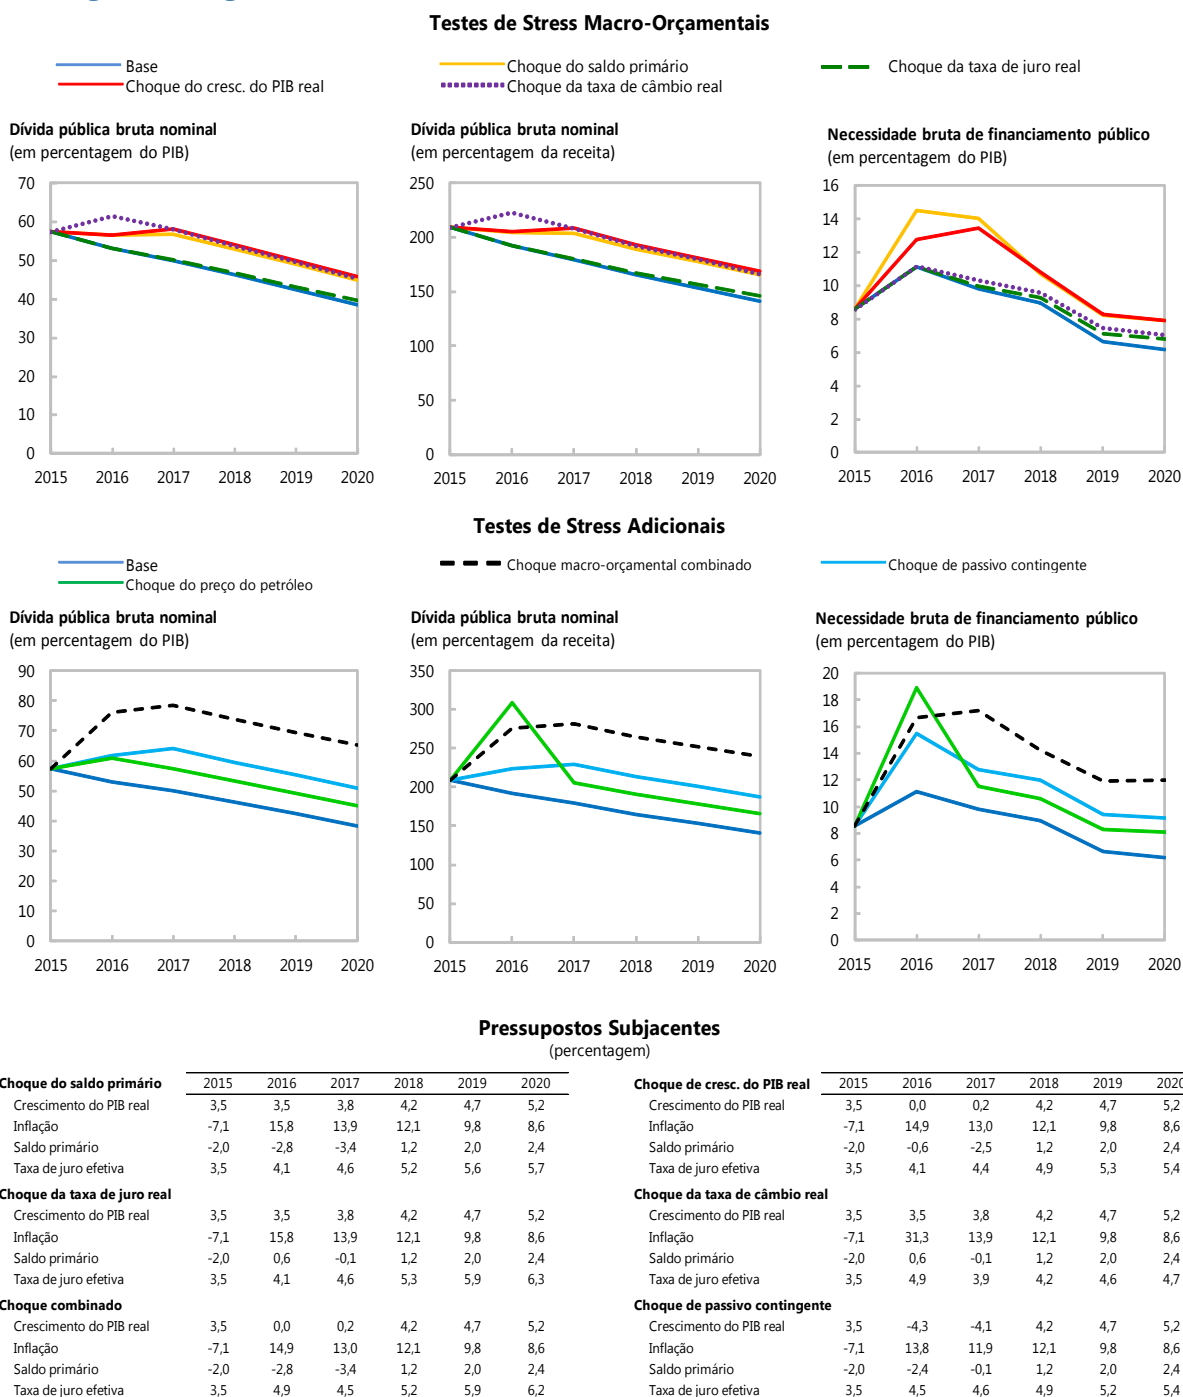 Testes de Stress Macro-Orçamentais
Base
Choque do cresc. do PIB real
Choque do saldo primário
Choque da taxa de câmbio real
Choque da taxa de juro real
Dívida pública bruta nominal
(em percentagem do PIB)
70
60
50
40
30
20
10
0
2015 2016 2017 2018 2019 2020
Dívida pública bruta nominal
(em percentagem da receita)
250
200
150
100
50
0
2015 2016 2017 2018 2019 2020
Necessidade bruta de financiamento público
(em percentagem do PIB)
16
14
12
10
8
6
4
2
0
2015 2016 2017 2018 2019 2020
Testes de Stress Adicionais
Base
Choque do preço do petróleo
Choque macro-orçamental combinado
Choque de passivo contingente
Dívida pública bruta nominal
(em percentagem do PIB)
90
80
70
60
50
40
30
20
10
0
2015 2016 2017 2018 2019 2020
Dívida pública bruta nominal
(em percentagem da receita)
350
300
250
200
150
100
50
0
2015 2016 2017 2018 2019 2020
Necessidade bruta de financiamento público
(em percentagem do PIB)
20
18
16
14
12
10
8
6
4
2
0
2015 2016 2017 2018 2019 2020
Pressupostos Subjacentes
(percentagem)
Choque do saldo primário 2015 2016 2017 2018 2019 2020
Crescimento do PIB real 3,5 3,5 3,8 4,2 4,7 5,2
Inflação -7,1 15,8 13,9 12,1 9,8 8,6
Saldo primário -2,0 -2,8 -3,4 1,2 2,0 2,4
Taxa de juro efetiva 3,5 4,1 4,6 5,2 5,6 5,7
Choque da taxa de juro real
Crescimento do PIB real 3,5 3,5 3,8 4,2 4,7 5,2
Inflação -7,1 15,8 13,9 12,1 9,8 8,6
Saldo primário -2,0 0,6 -0,1 1,2 2,0 2,4
Taxa de juro efetiva 3,5 4,1 4,6 5,3 5,9 6,3
Choque combinado
Crescimento do PIB real 3,5 0,0 0,2 4,2 4,7 5,2
Inflação -7,1 14,9 13,0 12,1 9,8 8,6
Saldo primário -2,0 -2,8 -3,4 1,2 2,0 2,4
Taxa de juro efetiva 3,5 4,9 4,5 5,2 5,9 6,2
Choque de cresc. do PIB real 2015 2016 2017 2018 2019 2020
Crescimento do PIB real 3,5 0,0 0,2 4,2 4,7 5,2
Inflação -7,1 14,9 13,0 12,1 9,8 8,6
Saldo primário -2,0 -0,6 -2,5 1,2 2,0 2,4
Taxa de juro efetiva 3,5 4,1 4,4 4,9 5,3 5,4
Choque da taxa de câmbio real
Crescimento do PIB real 3,5 3,5 3,8 4,2 4,7 5,2
Inflação -7,1 31,3 13,9 12,1 9,8 8,6
Saldo primário -2,0 0,6 -0,1 1,2 2,0 2,4
Taxa de juro efetiva 3,5 4,9 3,9 4,2 4,6 4,7
Choque de passivo contingente
Crescimento do PIB real 3,5 -4,3 -4,1 4,2 4,7 5,2
Inflação -7,1 13,8 11,9 12,1 9,8 8,6
Saldo primário -2,0 -2,4 -0,1 1,2 2,0 2,4
Taxa de juro efetiva 3,5 4,5 4,6 4,9 5,2 5,4